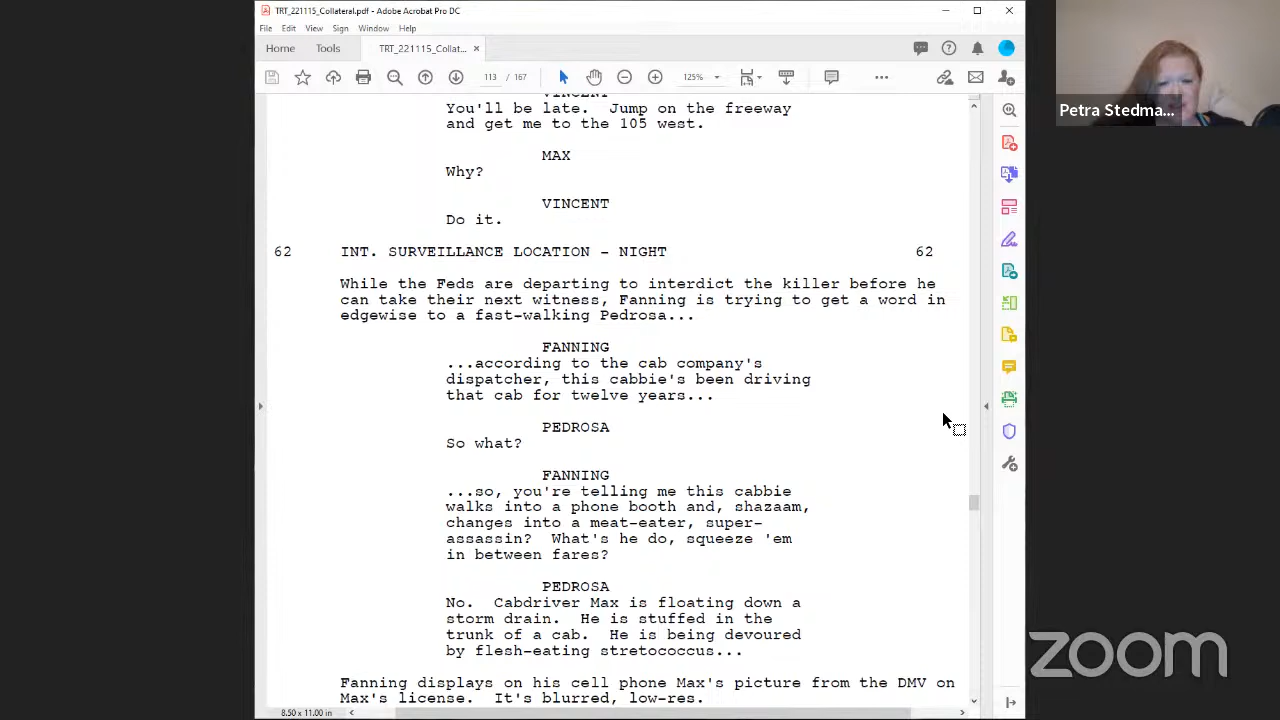 TRT_221115_Collateral.pdf - Adobe Acrobat Pro DC
File Edit View Sign Window Help
Home Tools TRT_221115_Collat... ×
113 / 167 125%
Petra Stedma...
VINCENT
You'll be late. Jump on the freeway
and get me to the 105 west.
MAX
Why?
VINCENT
Do it.
62 INT. SURVEILLANCE LOCATION - NIGHT 62
While the Feds are departing to interdict the killer before he
can take their next witness, Fanning is trying to get a word in
edgewise to a fast-walking Pedrosa...
FANNING
...according to the cab company's
dispatcher, this cabbie's been driving
that cab for twelve years...
PEDROSA
So what?
FANNING
...so, you're telling me this cabbie
walks into a phone booth and, shazaam,
changes into a meat-eater, super-
assassin? What's he do, squeeze 'em
in between fares?
PEDROSA
No. Cabdriver Max is floating down a
storm drain. He is stuffed in the
trunk of a cab. He is being devoured
by flesh-eating stretococcus...
Fanning displays on his cell phone Max's picture from the DMV on
Max's license. It's blurred, low-res.
8.50 x 11.00 in
zoom